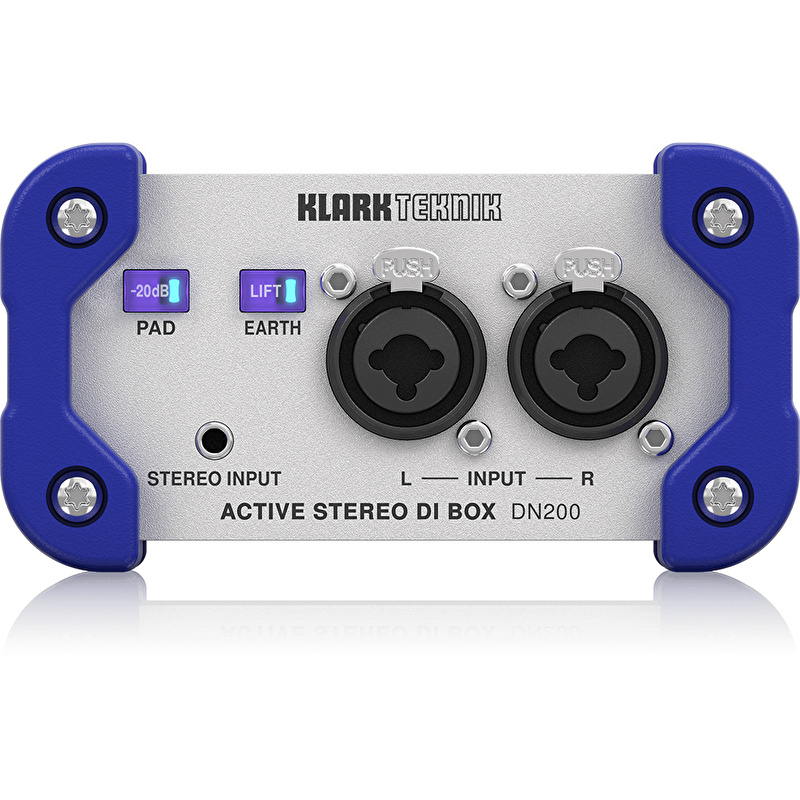 KLARK TEKNIK
PUSH PUSH
-20dB LIFT
PAD EARTH
STEREO INPUT L INPUT R
ACTIVE STEREO DI BOX DN200